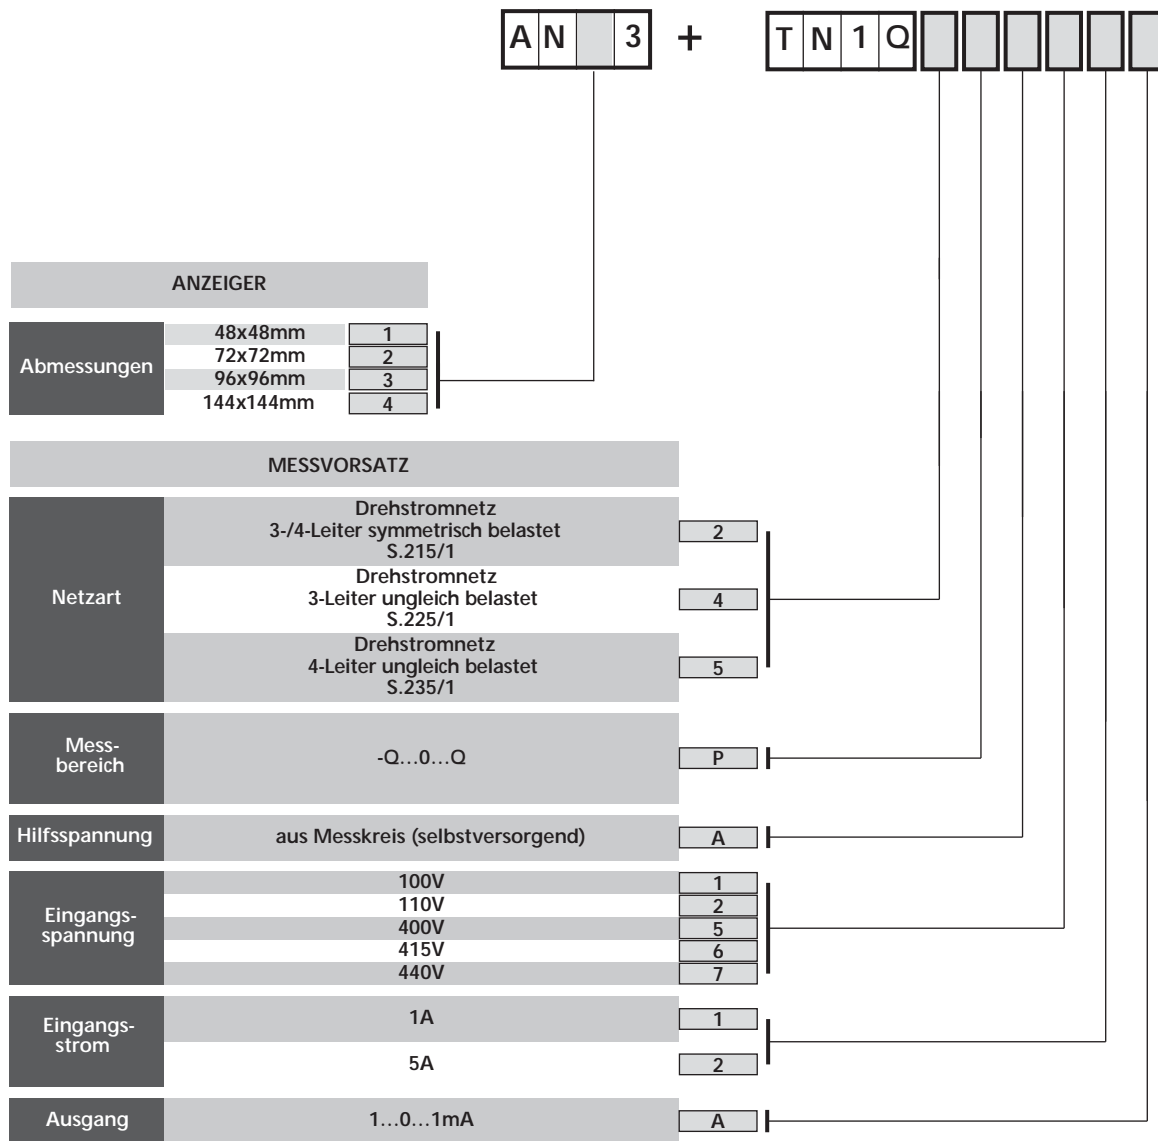 AN 3 + TN1Q
ANZEIGER
Abmessungen
48x48mm 1
72x72mm 2
96x96mm 3
144x144mm 4
MESSVORSATZ
Netzart
Drehstromnetz
3-/4-Leiter symmetrisch belastet
S.215/1
2
Drehstromnetz
3-Leiter ungleich belastet
S.225/1
4
Drehstromnetz
4-Leiter ungleich belastet
S.235/1
5
Mess-
bereich
-Q...0...Q P
Hilfsspannung aus Messkreis (selbstversorgend) A
Eingangs-
spannung
100V 1
110V 2
400V 5
415V 6
440V 7
Eingangs-
strom
1A 1
5A 2
Ausgang 1...0...1mA A